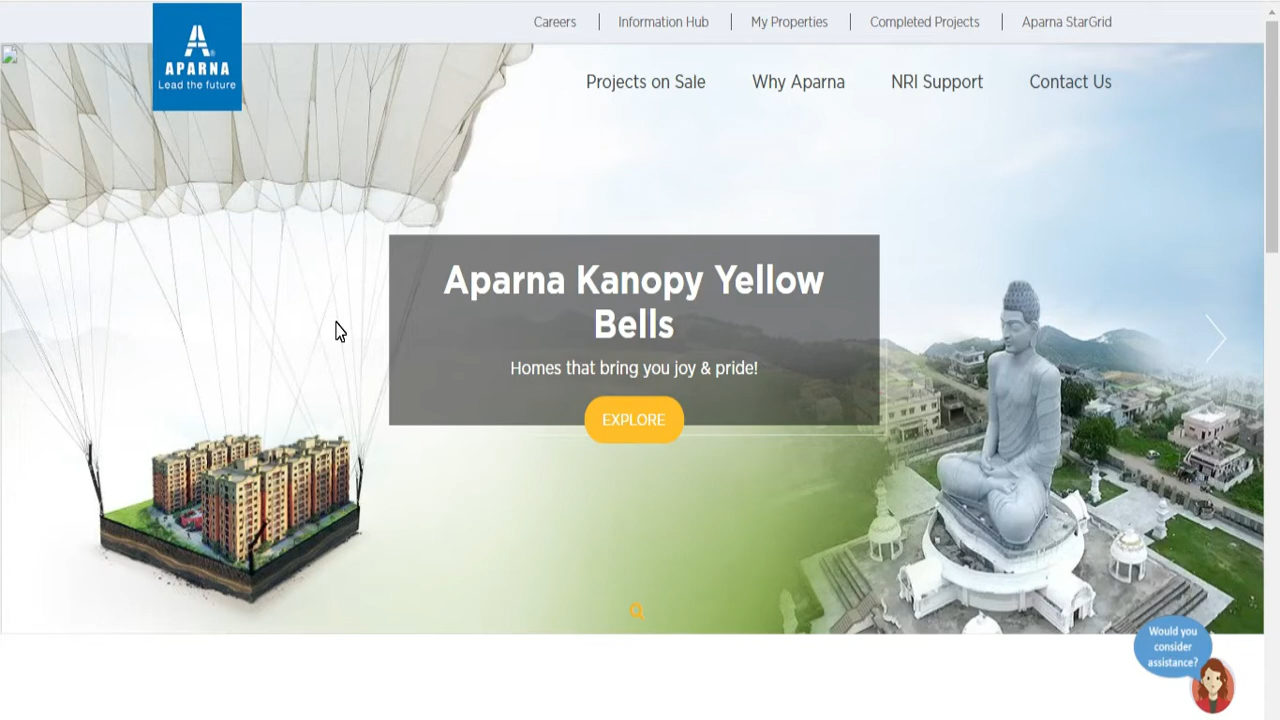 Careers
Information Hub
My Properties
Completed Projects
Aparna StarGrid
A
APARNA
Lead the future
Projects on Sale
Why Aparna
NRI Support
Contact Us
Aparna Kanopy Yellow
Bells
Homes that bring you joy & pride!
EXPLORE
Would you
consider
assistance?